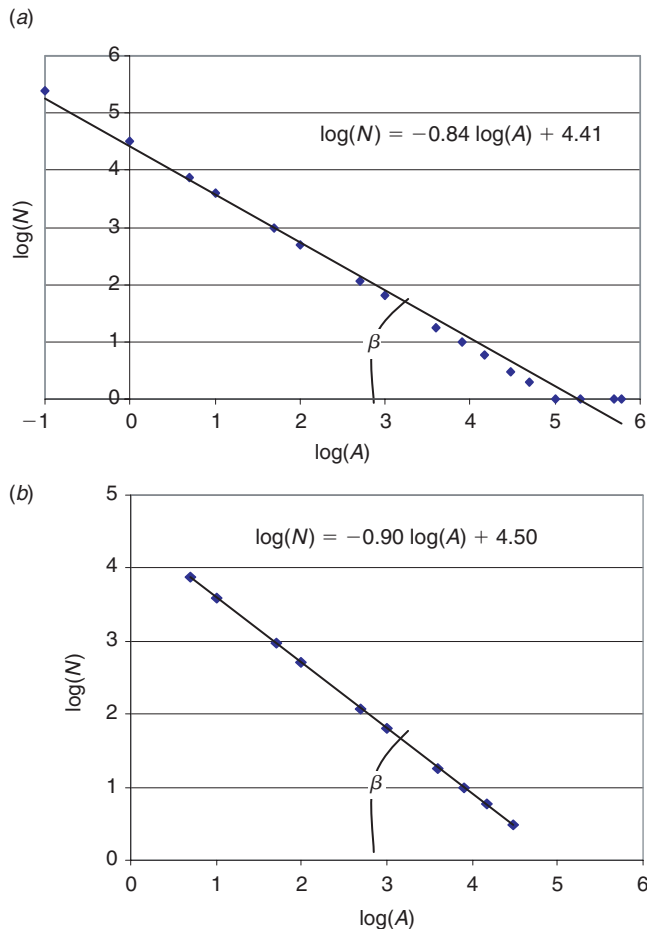 (a)
6
5
4
3
2
1
0
log(N)
log(N) = −0.84 log(A) + 4.41
β
−1 0 1 2 3 4 5 6
log(A)
(b)
5
4
3
2
1
0
log(N)
log(N) = −0.90 log(A) + 4.50
β
0 1 2 3 4 5 6
log(A)